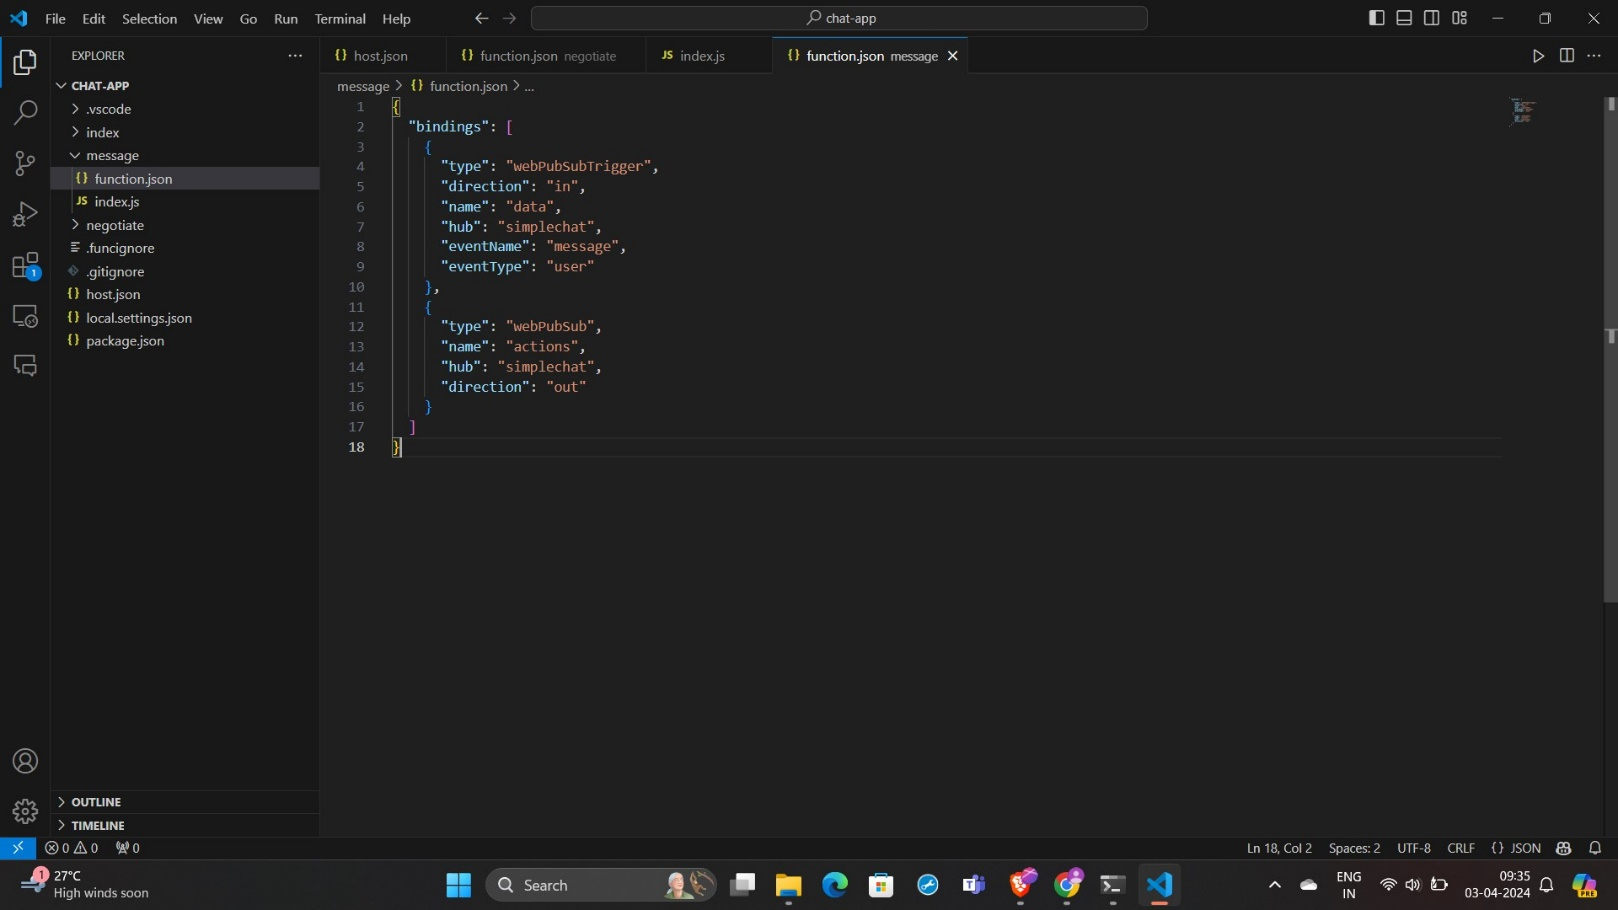 File Edit Selection View Go Run Terminal Help
chat-app
EXPLORER
CHAT-APP
.vscode
index
message
function.json
index.js
negotiate
.funcignore
.gitignore
host.json
local.settings.json
package.json
OUTLINE
TIMELINE
1
{} host.json
{} function.json negotiate
JS index.js
{} function.json message
message > {} function.json > ...
1 {
2 "bindings": [
3 {
4 "type": "webPubSubTrigger",
5 "direction": "in",
6 "name": "data",
7 "hub": "simplechat",
8 "eventName": "message",
9 "eventType": "user"
10 },
11 {
12 "type": "webPubSub",
13 "name": "actions",
14 "hub": "simplechat",
15 "direction": "out"
16 }
17 ]
18 }
0 0 0
Ln 18, Col 2 Spaces: 2 UTF-8 CRLF {} JSON
1
27°C
High winds soon
Search
ENG
IN
09:35
03-04-2024
PRE